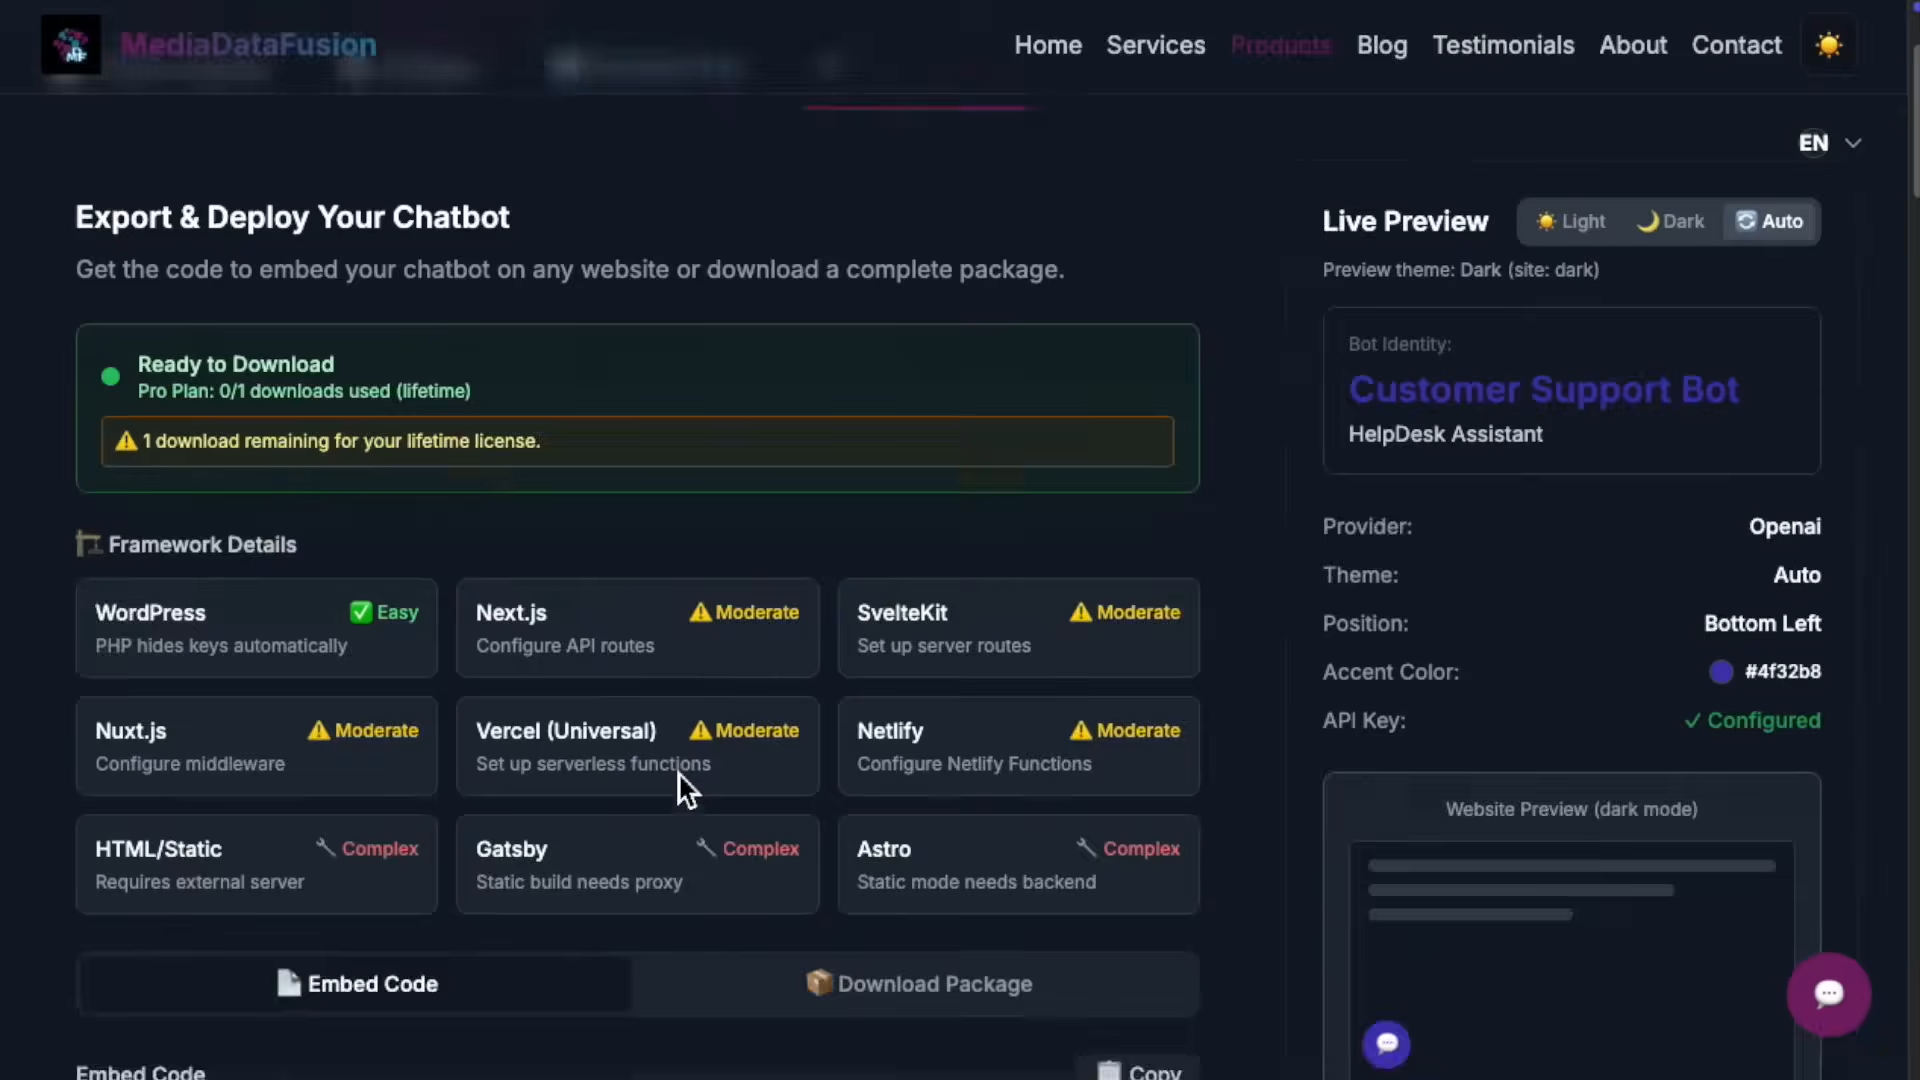 MediaDataFusion
Home Services Products Blog Testimonials About Contact
EN
Export & Deploy Your Chatbot
Get the code to embed your chatbot on any website or download a complete package.
Ready to Download
Pro Plan: 0/1 downloads used (lifetime)
1 download remaining for your lifetime license.
Framework Details
WordPress Easy
PHP hides keys automatically
Next.js Moderate
Configure API routes
SvelteKit Moderate
Set up server routes
Nuxt.js Moderate
Configure middleware
Vercel (Universal) Moderate
Set up serverless functions
Netlify Moderate
Configure Netlify Functions
HTML/Static Complex
Requires external server
Gatsby Complex
Static build needs proxy
Astro Complex
Static mode needs backend
Embed Code
Download Package
Embed Code
Copy
Live Preview
Light Dark Auto
Preview theme: Dark (site: dark)
Bot Identity:
Customer Support Bot
HelpDesk Assistant
Provider: Openai
Theme: Auto
Position: Bottom Left
Accent Color: #4f32b8
API Key: ✓ Configured
Website Preview (dark mode)